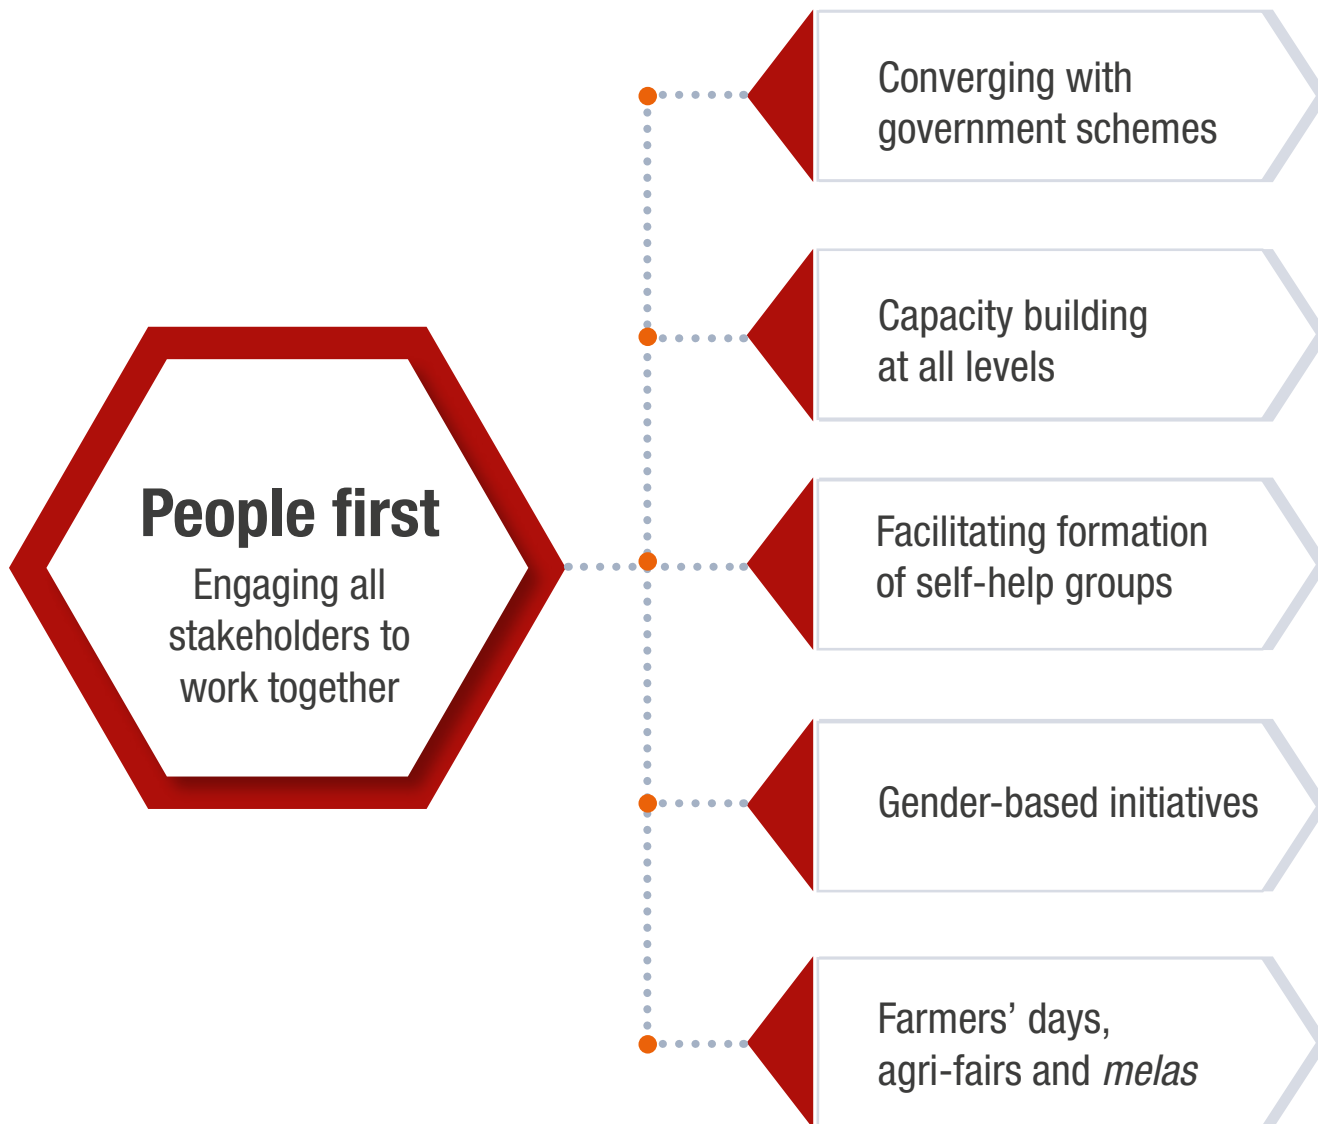 People first
Engaging all
stakeholders to
work together
Converging with
government schemes
Capacity building
at all levels
Facilitating formation
of self-help groups
Gender-based initiatives
Farmers’ days,
agri-fairs and melas